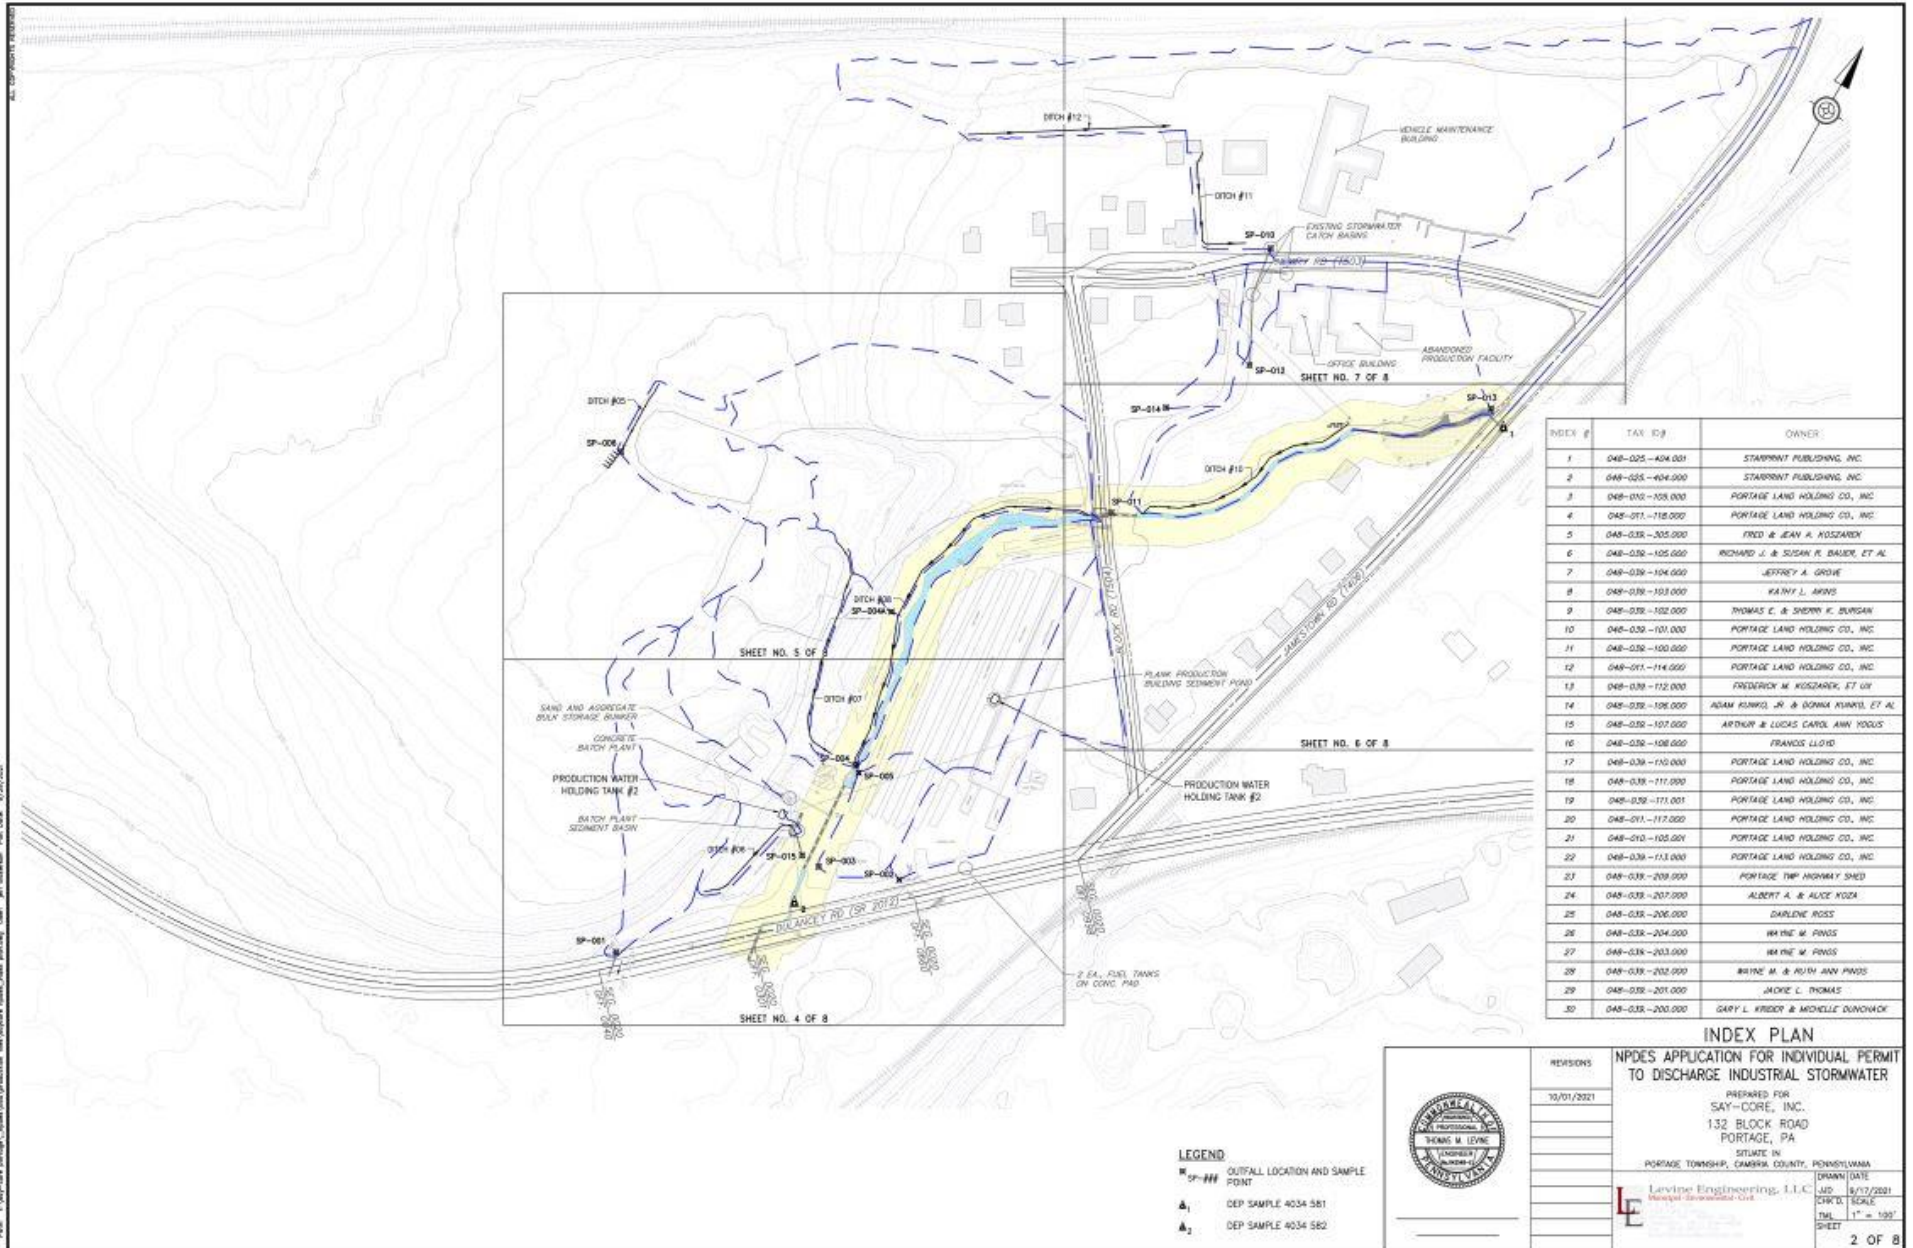 ALL COPYRIGHTS RESERVED
DITCH #12
VEHICLE MAINTENANCE
BUILDING
DITCH #11
SP-010
EXISTING STORMWATER
CATCH BASINS
OFFICE BUILDING
ABANDONED
PRODUCTION FACILITY
SP-012
SHEET NO. 7 OF 8
SP-014
SP-013
1
DITCH #05
SP-006
DITCH #10
SP-011
SP-004A
BLOCK RD (T504)
JAMESTOWN RD (T406)
SHEET NO. 5 OF 8
DITCH #07
SAND AND AGGREGATE
BULK STORAGE BUNKER
CONCRETE
BATCH PLANT
PRODUCTION WATER
HOLDING TANK #2
BATCH PLANT
SEDIMENT BASIN
DITCH #06
SP-004
SP-005
SP-015
SP-003
SP-002
2
PLANK PRODUCTION
BUILDING SEDIMENT POND
SHEET NO. 6 OF 8
PRODUCTION WATER
HOLDING TANK #2
DULANCEY RD (SR 2012)
SP-001
2 EA., FUEL TANKS
ON CONC. PAD
SHEET NO. 4 OF 8
INDEX # TAX ID# OWNER
1 048-025.-404.001 STARPRINT PUBLISHING, INC.
2 048-025.-404.000 STARPRINT PUBLISHING, INC.
3 048-010.-105.000 PORTAGE LAND HOLDING CO., INC.
4 048-011.-118.000 PORTAGE LAND HOLDING CO., INC.
5 048-039.-305.000 FRED & JEAN A. KOSZAREK
6 048-039.-105.000 RICHARD J. & SUSAN R. BAUER, ET AL
7 048-039.-104.000 JEFFREY A. GROVE
8 048-039.-103.000 KATHY L. AKINS
9 048-039.-102.000 THOMAS E. & SHERRI K. BURGAN
10 048-039.-101.000 PORTAGE LAND HOLDING CO., INC.
11 048-039.-100.000 PORTAGE LAND HOLDING CO., INC.
12 048-011.-114.000 PORTAGE LAND HOLDING CO., INC.
13 048-039.-112.000 FREDERICK M. KOSZAREK, ET UX
14 048-039.-106.000 ADAM KUNKO, JR. & DONNA KUNKO, ET AL
15 048-039.-107.000 ARTHUR & LUCAS CAROL ANN YOGUS
16 048-039.-108.000 FRANCIS LLOYD
17 048-039.-110.000 PORTAGE LAND HOLDING CO., INC.
18 048-039.-111.000 PORTAGE LAND HOLDING CO., INC.
19 048-039.-111.001 PORTAGE LAND HOLDING CO., INC.
20 048-011.-117.000 PORTAGE LAND HOLDING CO., INC.
21 048-010.-105.001 PORTAGE LAND HOLDING CO., INC.
22 048-039.-113.000 PORTAGE LAND HOLDING CO., INC.
23 048-039.-209.000 PORTAGE TWP HIGHWAY SHED
24 048-039.-207.000 ALBERT A. & ALICE KOZA
25 048-039.-206.000 DARLENE ROSS
26 048-039.-204.000 WAYNE M. PINOS
27 048-039.-203.000 WAYNE M. PINOS
28 048-039.-202.000 WAYNE M. & RUTH ANN PINOS
29 048-039.-201.000 JACKIE L. THOMAS
30 048-039.-200.000 GARY L. KRIDER & MICHELLE DUNCHACK
INDEX PLAN
REVISIONS
10/01/2021
NPDES APPLICATION FOR INDIVIDUAL PERMIT
TO DISCHARGE INDUSTRIAL STORMWATER
PREPARED FOR
SAY-CORE, INC.
132 BLOCK ROAD
PORTAGE, PA
SITUATE IN
PORTAGE TOWNSHIP, CAMBRIA COUNTY, PENNSYLVANIA
COMMONWEALTH OF
PROFESSIONAL
THOMAS M. LEVINE
ENGINEER
PENNSYLVANIA
LE
Levine Engineering, LLC
Municipal-Environmental-Civil
DRAWN JJD
DATE 9/17/2021
CHK'D. TML
SCALE 1" = 100'
SHEET
2 OF 8
LEGEND
SP-### OUTFALL LOCATION AND SAMPLE
POINT
1 DEP SAMPLE 4034 581
2 DEP SAMPLE 4034 582